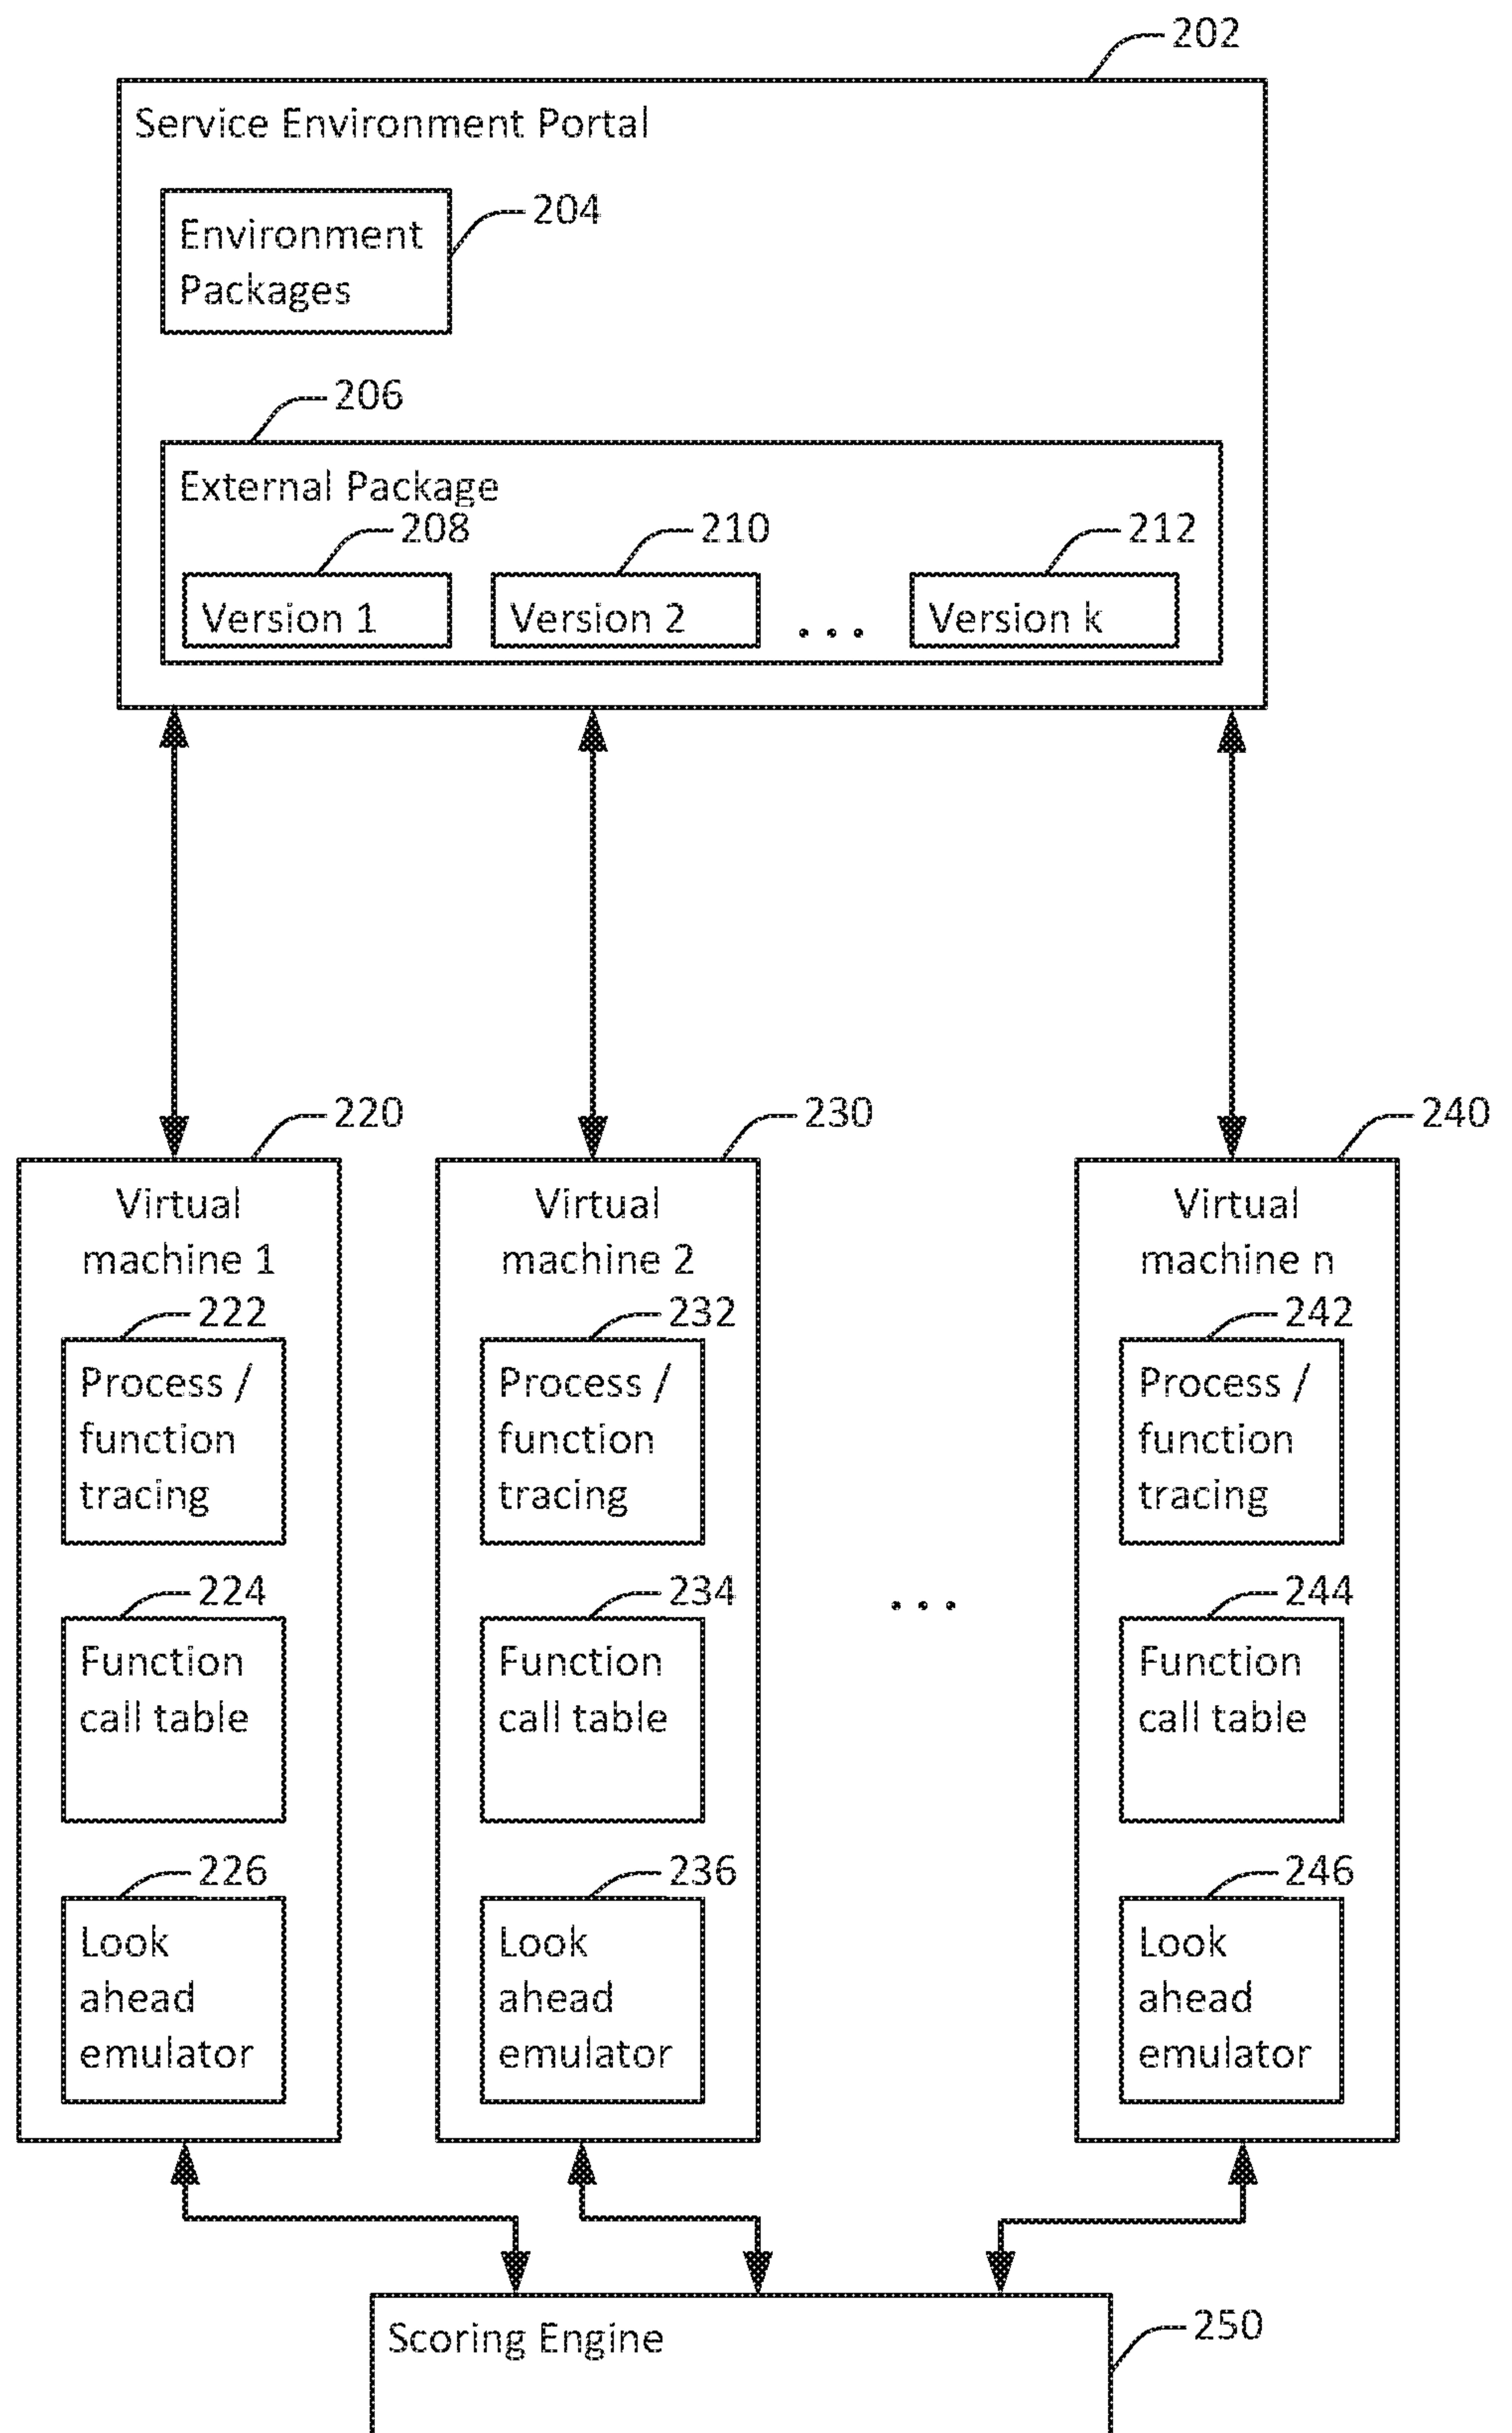 202
Service Environment Portal
204
Environment
Packages
206
External Package
208
210
212
Version 1
Version 2
...
Version k
220
230
240
Virtual
machine 1
Virtual
machine 2
Virtual
machine n
222
232
242
Process /
function
tracing
Process /
function
tracing
Process /
function
tracing
224
234
244
Function
call table
Function
call table
...
Function
call table
226
236
246
Look
ahead
emulator
Look
ahead
emulator
Look
ahead
emulator
Scoring Engine
250